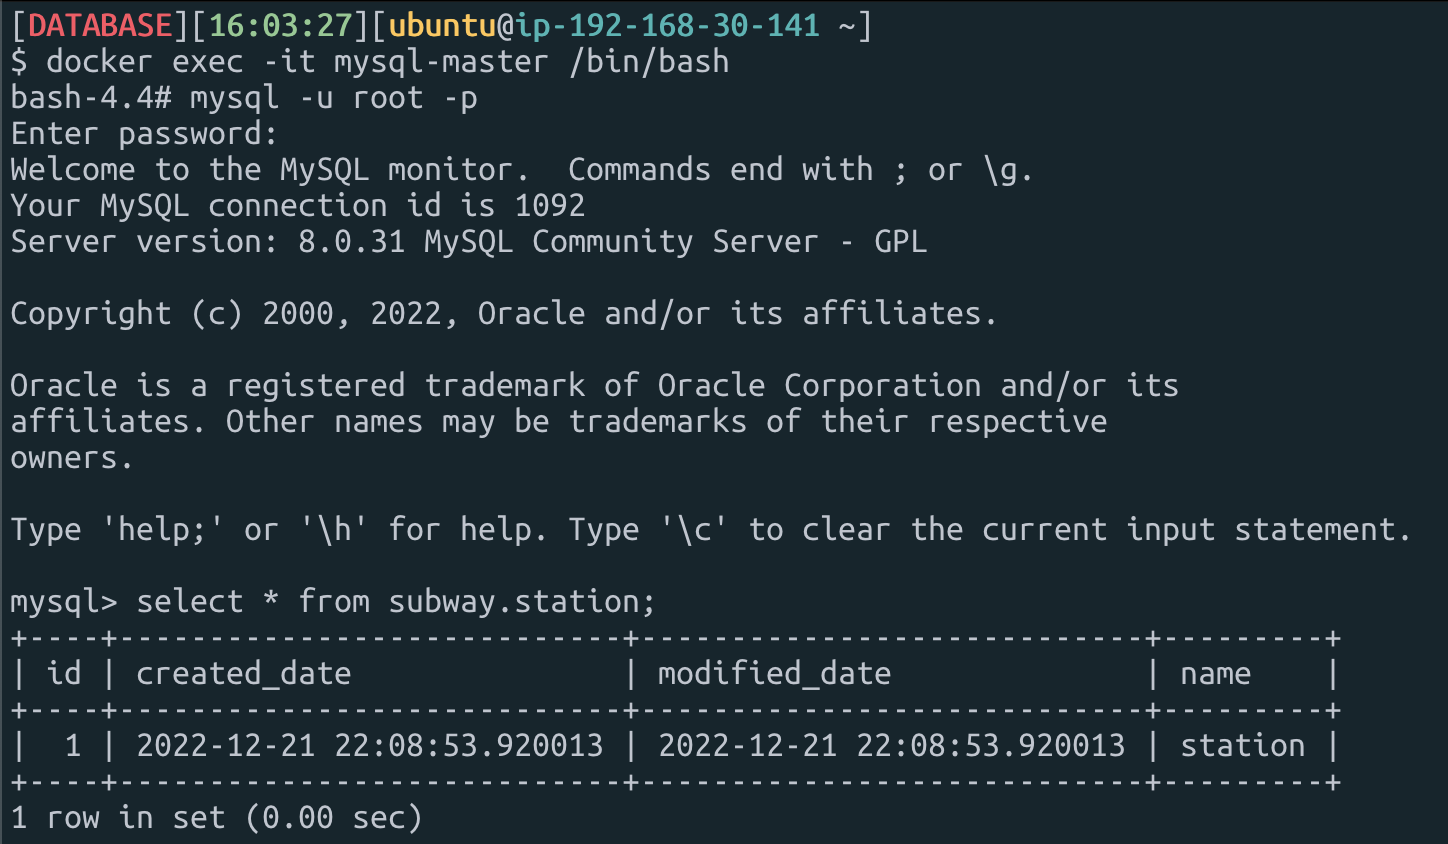 [DATABASE][16:03:27][ubuntu@ip-192-168-30-141 ~]
$ docker exec -it mysql-master /bin/bash
bash-4.4# mysql -u root -p
Enter password:
Welcome to the MySQL monitor.  Commands end with ; or \g.
Your MySQL connection id is 1092
Server version: 8.0.31 MySQL Community Server - GPL

Copyright (c) 2000, 2022, Oracle and/or its affiliates.

Oracle is a registered trademark of Oracle Corporation and/or its
affiliates. Other names may be trademarks of their respective
owners.

Type 'help;' or '\h' for help. Type '\c' to clear the current input statement.

mysql> select * from subway.station;
+----+----------------------------+----------------------------+---------+
| id | created_date               | modified_date              | name    |
+----+----------------------------+----------------------------+---------+
|  1 | 2022-12-21 22:08:53.920013 | 2022-12-21 22:08:53.920013 | station |
+----+----------------------------+----------------------------+---------+
1 row in set (0.00 sec)